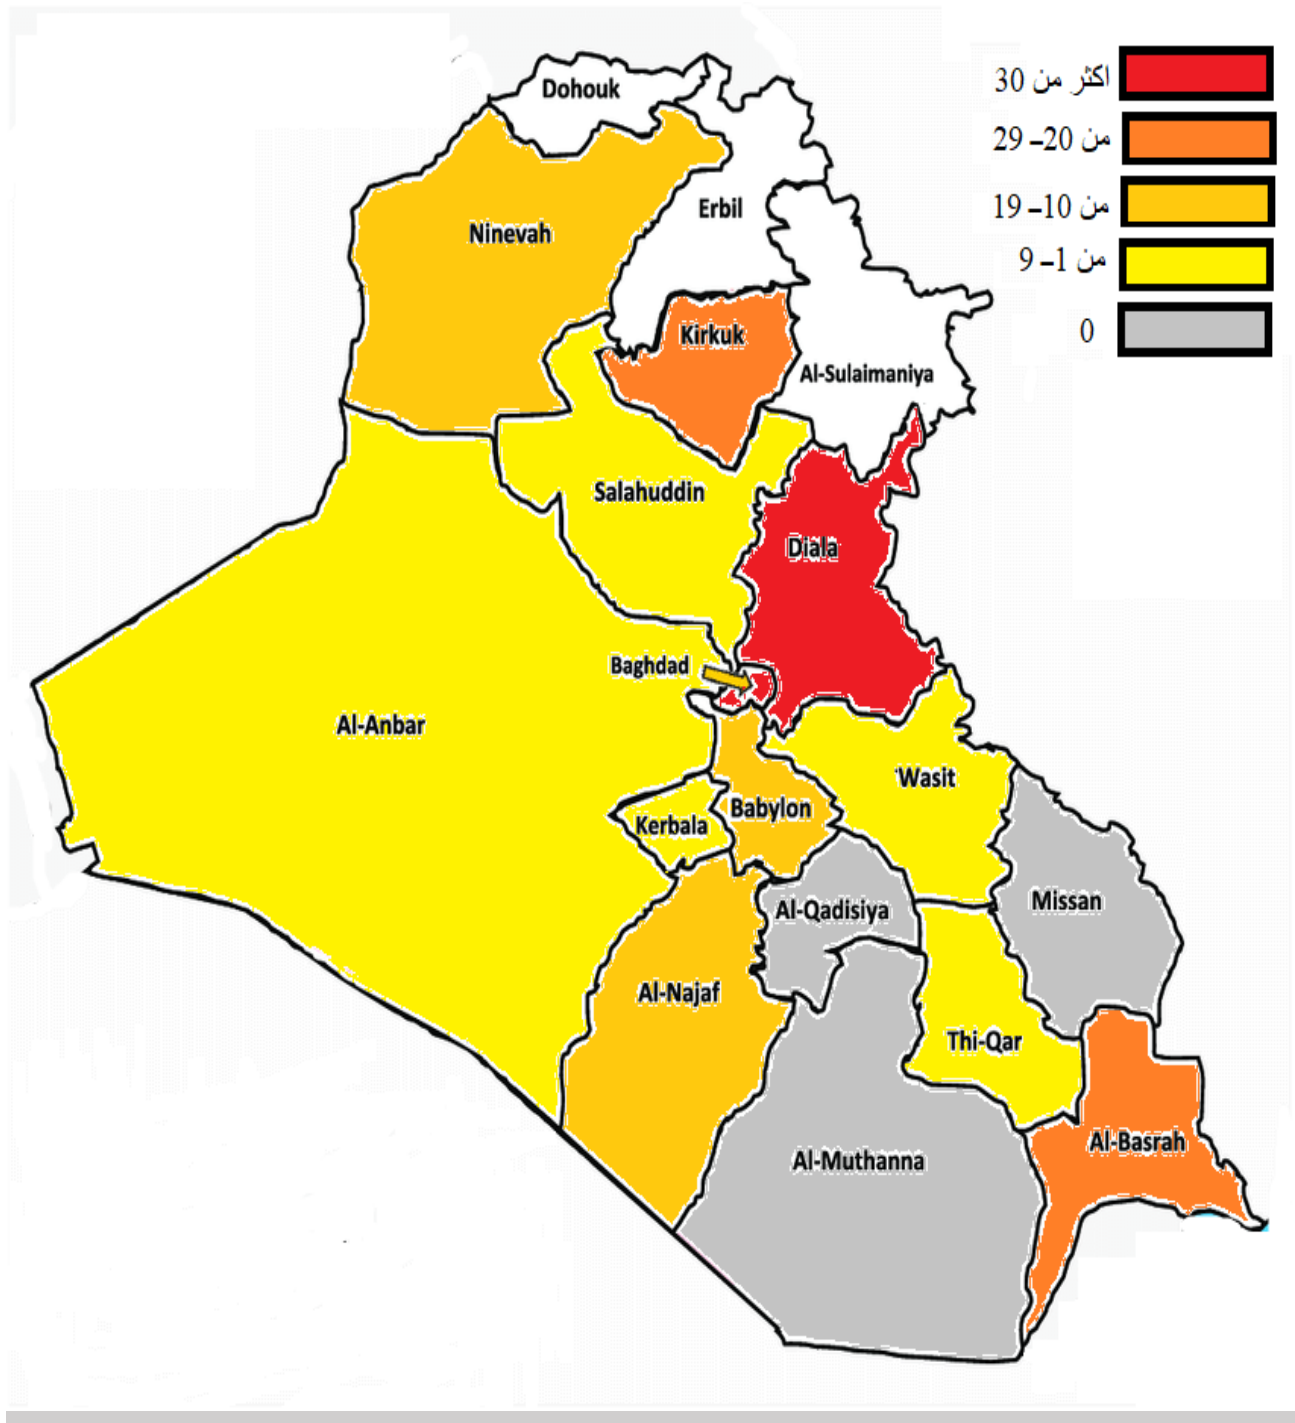 Dohouk
اكثر من 30
من 20– 29
Erbil
من 10– 19
Ninevah
من 1– 9
Kirkuk
0
Al-Sulaimaniya
Salahuddin
Diala
Baghdad
Al-Anbar
Wasit
Babylon
Kerbala
Missan
Al-Qadisiya
Al-Najaf
Thi-Qar
Al-Basrah
Al-Muthanna